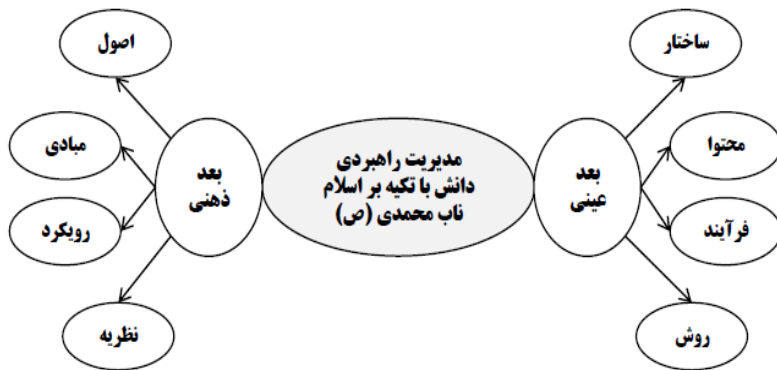 ساختار
محتوا
فرآیند
روش
بعد
عینی
مدیریت راهبردی
دانش با تکیه بر اسلام
ناب محمدی (ص)
بعد
ذهنی
اصول
مبادی
رویکرد
نظریه